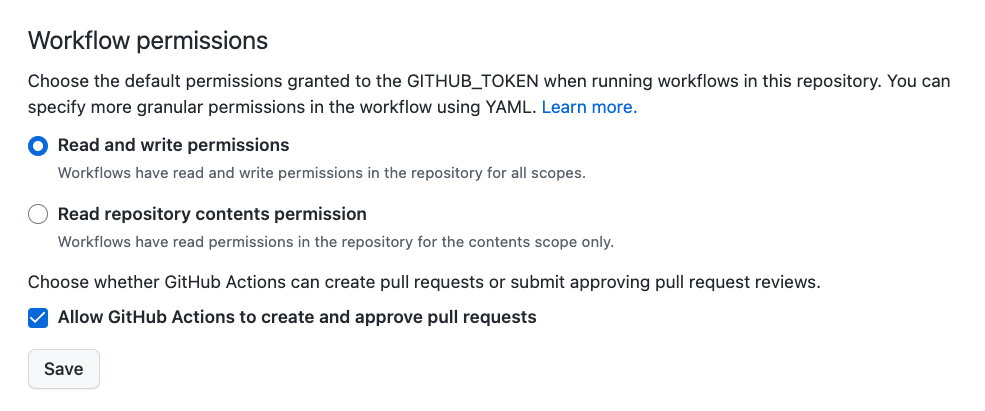 Workflow permissions
Choose the default permissions granted to the GITHUB_TOKEN when running workflows in this repository. You can
specify more granular permissions in the workflow using YAML. Learn more.
Read and write permissions
Workflows have read and write permissions in the repository for all scopes.
Read repository contents permission
Workflows have read permissions in the repository for the contents scope only.
Choose whether GitHub Actions can create pull requests or submit approving pull request reviews.
Allow GitHub Actions to create and approve pull requests
Save